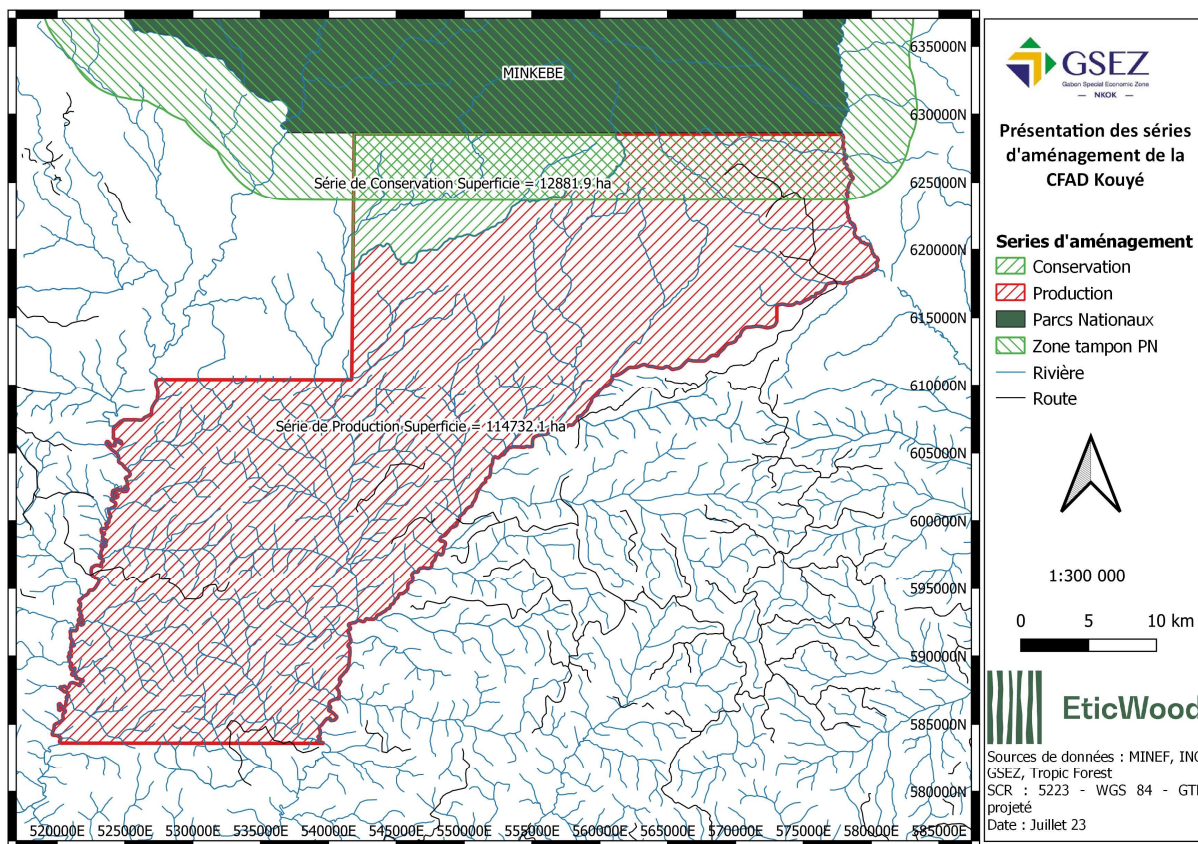 MINKEBE
Série de Conservation Superficie = 12881.9 ha
Série de Production Superficie = 114732.1 ha
635000N
630000N
625000N
620000N
615000N
610000N
605000N
600000N
595000N
590000N
585000N
580000N
520000E 525000E 530000E 535000E 540000E 545000E 550000E 555000E 560000E 565000E 570000E 575000E 580000E 585000E
GSEZ
Gabon Special Economic Zone
— NKOK —
Présentation des séries
d'aménagement de la
CFAD Kouyé
Series d'aménagement
Conservation
Production
Parcs Nationaux
Zone tampon PN
Rivière
Route
1:300 000
0 5 10 km
EticWood
Sources de données : MINEF, INC
GSEZ, Tropic Forest
SCR : 5223 - WGS 84 - GTM
projeté
Date : Juillet 23